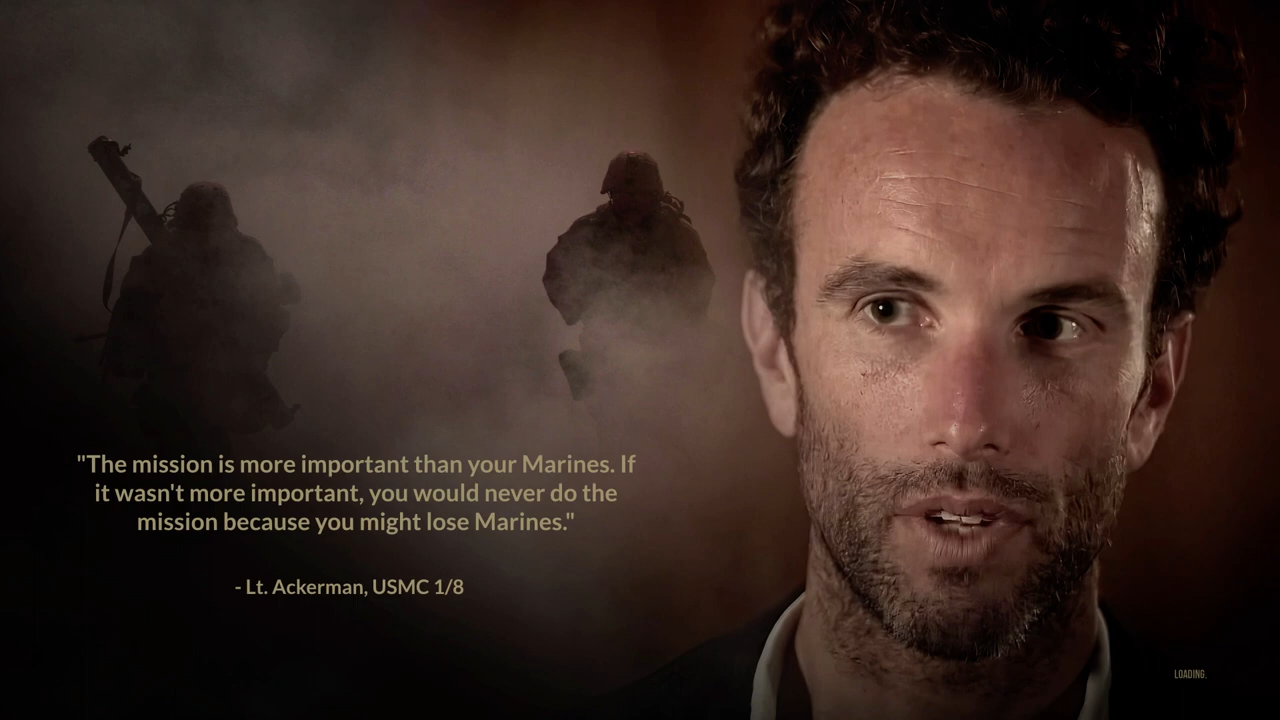 "The mission is more important than your Marines. If
it wasn't more important, you would never do the
mission because you might lose Marines."
- Lt. Ackerman, USMC 1/8
LOADING.